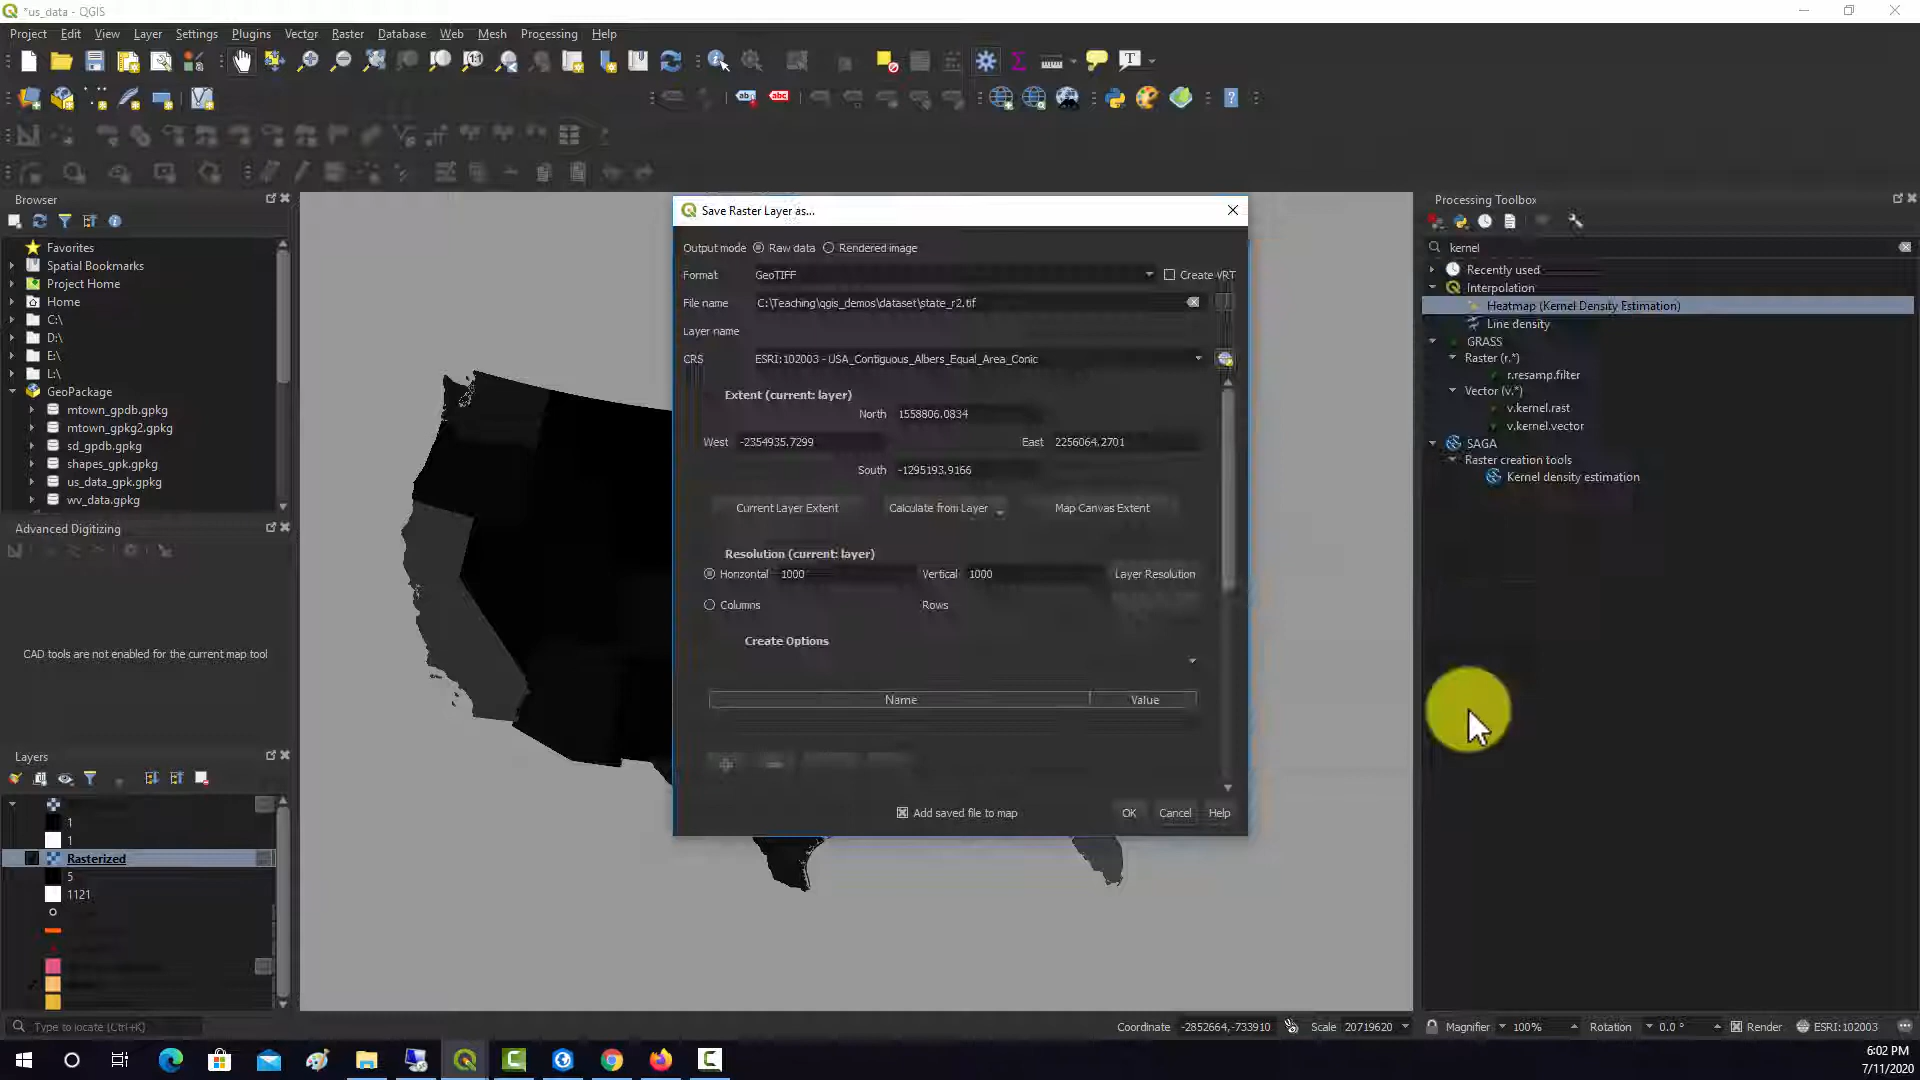 *us_data - QGIS
Project Edit View Layer Settings Plugins Vector Raster Database Web Mesh Processing Help
Browser
Favorites
Spatial Bookmarks
Project Home
Home
C:\
D:\
E:\
L:\
GeoPackage
mtown_gpdb.gpkg
mtown_gpkg2.gpkg
sd_gpdb.gpkg
shapes_gpk.gpkg
us_data_gpk.gpkg
wv_data.gpkg
Advanced Digitizing
CAD tools are not enabled for the current map tool
Layers
1
1
Rasterized
5
1121
Type to locate (Ctrl+K)
Save Raster Layer as...
Output mode Raw data Rendered image
Format GeoTIFF Create VRT
File name C:\Teaching\qgis_demos\dataset\state_r2.tif
Layer name
CRS ESRI:102003 - USA_Contiguous_Albers_Equal_Area_Conic
Extent (current: layer)
North 1558806.0834
West -2354935.7299 East 2256064.2701
South -1295193.9166
Current Layer Extent Calculate from Layer Map Canvas Extent
Resolution (current: layer)
Horizontal 1000 Vertical 1000 Layer Resolution
Columns Rows
Create Options
Name Value
Add saved file to map OK Cancel Help
Processing Toolbox
kernel
Recently used
Interpolation
Heatmap (Kernel Density Estimation)
Line density
GRASS
Raster (r.*)
r.resamp.filter
Vector (v.*)
v.kernel.rast
v.kernel.vector
SAGA
Raster creation tools
Kernel density estimation
Coordinate -2852664,-733910 Scale 20719620 Magnifier 100% Rotation 0.0 ° Render ESRI:102003
6:02 PM
7/11/2020